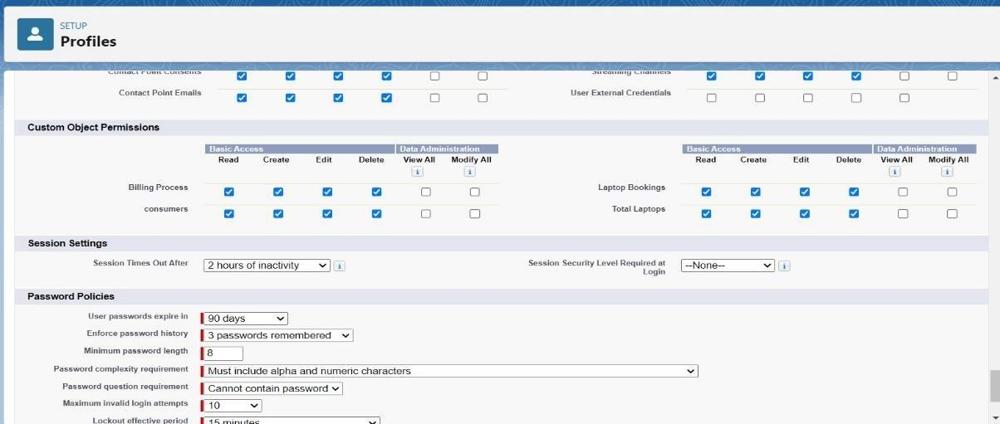 SETUP
Profiles
Contact Point Consents
Streaming Channels
Contact Point Emails
User External Credentials
Custom Object Permissions
Basic Access Data Administration Basic Access Data Administration
Read Create Edit Delete View All Modify All Read Create Edit Delete View All Modify All
Billing Process Laptop Bookings
consumers Total Laptops
Session Settings
Session Times Out After 2 hours of inactivity Session Security Level Required at
Login --None--
Password Policies
User passwords expire in 90 days
Enforce password history 3 passwords remembered
Minimum password length 8
Password complexity requirement Must include alpha and numeric characters
Password question requirement Cannot contain password
Maximum invalid login attempts 10
Lockout effective period 15 minutes